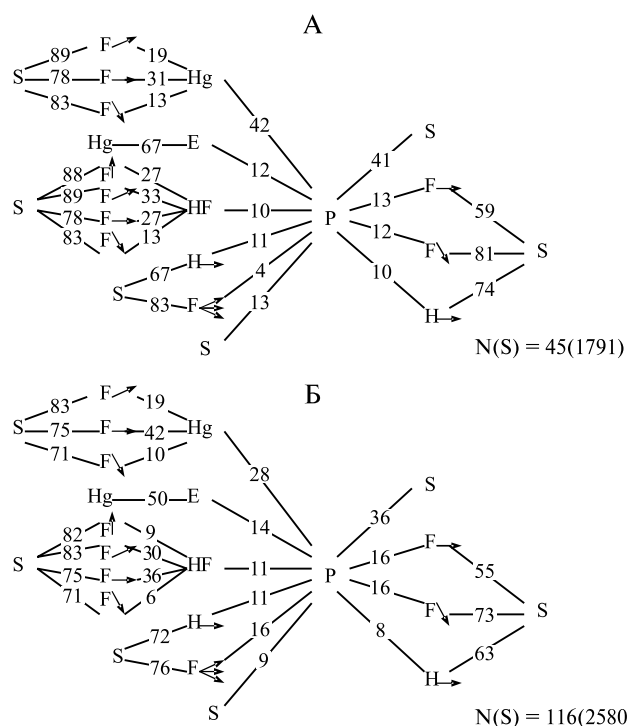 А
F
89
19
S
78
F
31
Hg
83
F
13
42
S
Hg
67
E
41
12
13
F
88
F
27
89
F
33
59
S
HF
10
P
78
F
27
12
83
F
13
11
F
81
S
67
H
4
10
74
S
83
F
13
H
S
N(S) = 45(1791)
Б
F
83
19
S
75
F
42
Hg
71
F
10
28
S
Hg
50
E
36
14
16
F
82
F
9
83
F
30
55
S
HF
11
P
75
F
36
16
71
F
6
11
F
73
S
72
H
16
8
63
S
76
F
9
H
S
N(S) = 116(2580